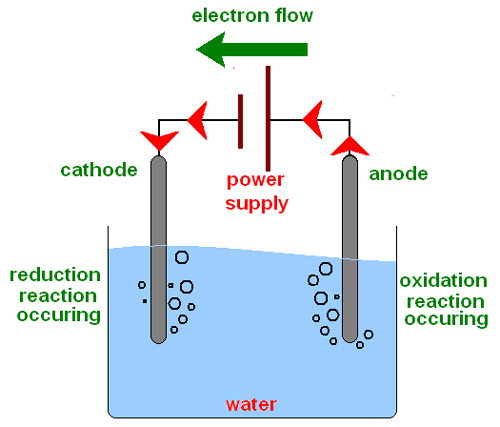 electron flow
cathode
power
supply
anode
reduction
reaction
occuring
oxidation
reaction
occuring
water